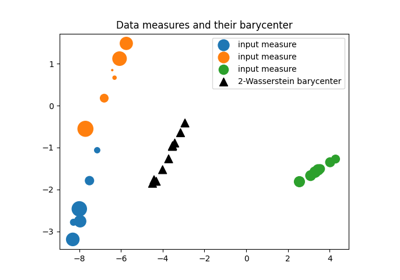 Data measures and their barycenter
input measure
input measure
input measure
2-Wasserstein barycenter
1
0
−1
−2
−3
−8 −6 −4 −2 0 2 4